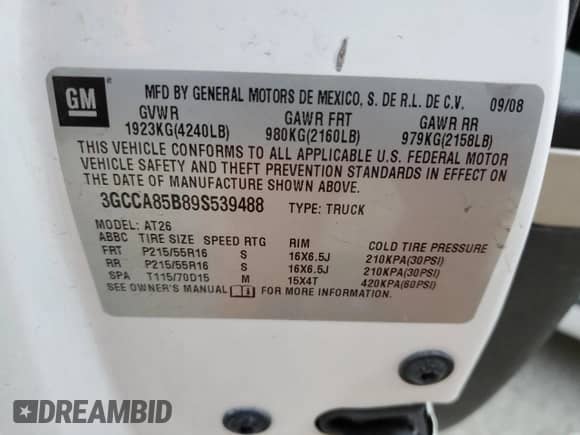 GM
MFD BY GENERAL MOTORS DE MEXICO, S. DE R.L. DE C.V. 09/08
GVWR GAWR FRT GAWR RR
1923KG(4240LB) 980KG(2160LB) 979KG(2158LB)
THIS VEHICLE CONFORMS TO ALL APPLICABLE U.S. FEDERAL MOTOR
VEHICLE SAFETY AND THEFT PREVENTION STANDARDS IN EFFECT ON
THE DATE OF MANUFACTURE SHOWN ABOVE.
3GCCA85B89S539488 TYPE: TRUCK
MODEL: AT26
ABBC TIRE SIZE SPEED RTG RIM COLD TIRE PRESSURE
FRT P215/55R16 S 16X6.5J 210KPA(30PSI)
RR P215/55R16 S 16X6.5J 210KPA(30PSI)
SPA T115/70D15 M 15X4T 420KPA(60PSI)
SEE OWNER'S MANUAL FOR MORE INFORMATION.
DREAMBID